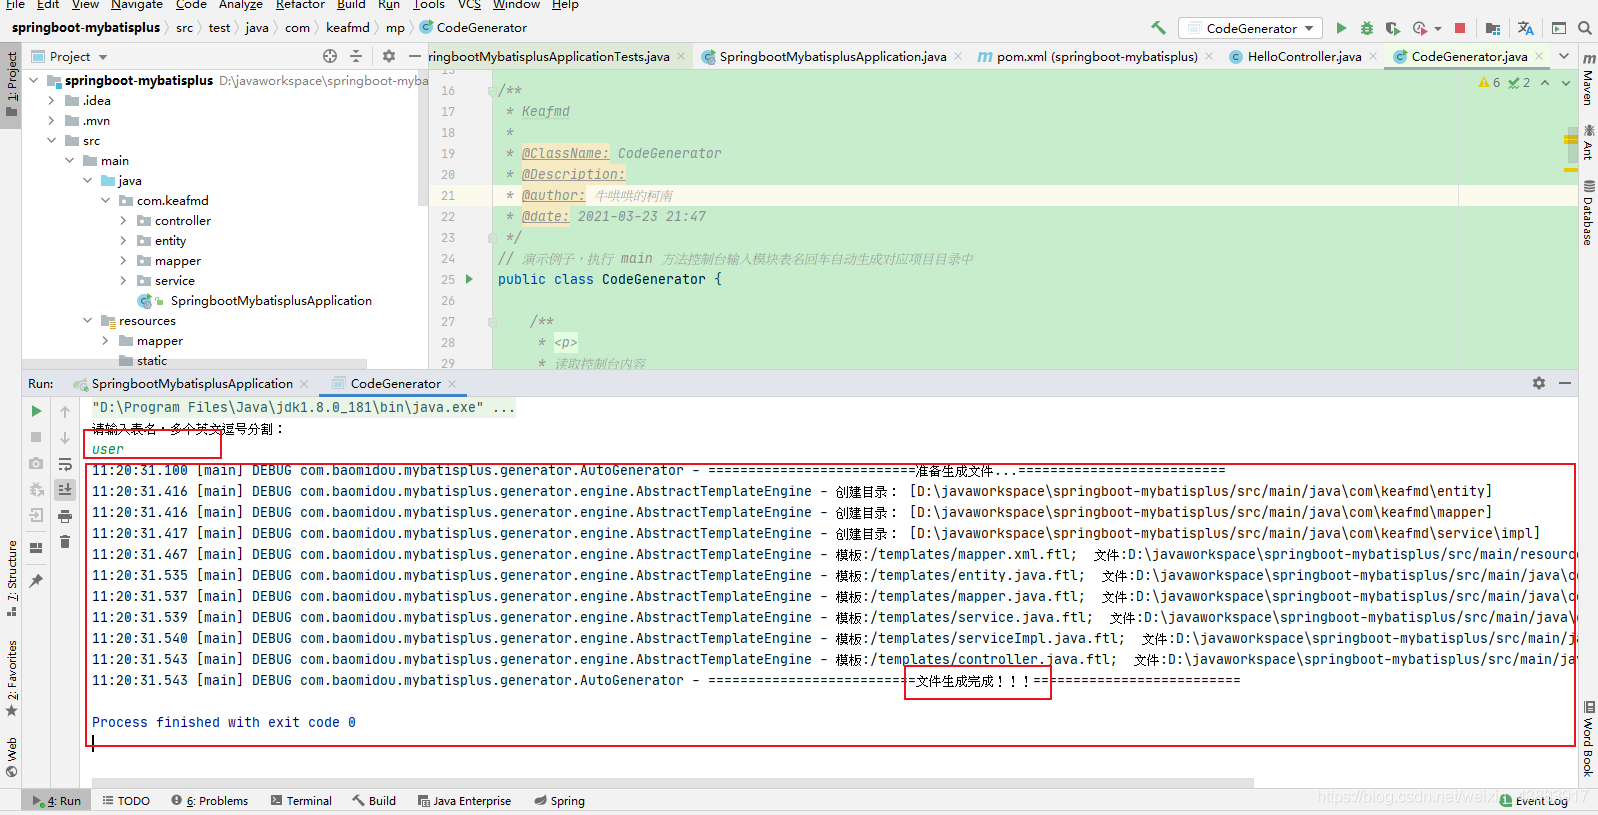 File Edit View Navigate Code Analyze Refactor Build Run Tools VCS Window Help
springboot-mybatisplus src test java com keafmd mp CodeGenerator
CodeGenerator
Project
ringbootMybatisplusApplicationTests.java SpringbootMybatisplusApplication.java pom.xml (springboot-mybatisplus) HelloController.java CodeGenerator.java
1: Project
springboot-mybatisplus D:\javaworkspace\springboot-myba
.idea
.mvn
src
main
java
com.keafmd
controller
entity
mapper
service
SpringbootMybatisplusApplication
resources
mapper
static
6 2
15
16 /**
17 * Keafmd
18 *
19 * @ClassName: CodeGenerator
20 * @Description:
21 * @author: 牛哄哄的柯南
22 * @date: 2021-03-23 21:47
23 */
24 // 演示例子，执行 main 方法控制台输入模块表名回车自动生成对应项目目录中
25 public class CodeGenerator {
26
27 /**
28 * <p>
29 * 读取控制台内容
Maven
Ant
Database
Word Book
Run: SpringbootMybatisplusApplication CodeGenerator
"D:\Program Files\Java\jdk1.8.0_181\bin\java.exe" ...
请输入表名，多个英文逗号分割：
user
11:20:31.100 [main] DEBUG com.baomidou.mybatisplus.generator.AutoGenerator - ==========================准备生成文件...==========================
11:20:31.416 [main] DEBUG com.baomidou.mybatisplus.generator.engine.AbstractTemplateEngine - 创建目录： [D:\javaworkspace\springboot-mybatisplus/src/main/java\com\keafmd\entity]
11:20:31.416 [main] DEBUG com.baomidou.mybatisplus.generator.engine.AbstractTemplateEngine - 创建目录： [D:\javaworkspace\springboot-mybatisplus/src/main/java\com\keafmd\mapper]
11:20:31.417 [main] DEBUG com.baomidou.mybatisplus.generator.engine.AbstractTemplateEngine - 创建目录： [D:\javaworkspace\springboot-mybatisplus/src/main/java\com\keafmd\service\impl]
11:20:31.467 [main] DEBUG com.baomidou.mybatisplus.generator.engine.AbstractTemplateEngine - 模板:/templates/mapper.xml.ftl; 文件:D:\javaworkspace\springboot-mybatisplus/src/main/resour
11:20:31.535 [main] DEBUG com.baomidou.mybatisplus.generator.engine.AbstractTemplateEngine - 模板:/templates/entity.java.ftl; 文件:D:\javaworkspace\springboot-mybatisplus/src/main/java\c
11:20:31.537 [main] DEBUG com.baomidou.mybatisplus.generator.engine.AbstractTemplateEngine - 模板:/templates/mapper.java.ftl; 文件:D:\javaworkspace\springboot-mybatisplus/src/main/java\c
11:20:31.539 [main] DEBUG com.baomidou.mybatisplus.generator.engine.AbstractTemplateEngine - 模板:/templates/service.java.ftl; 文件:D:\javaworkspace\springboot-mybatisplus/src/main/java\
11:20:31.540 [main] DEBUG com.baomidou.mybatisplus.generator.engine.AbstractTemplateEngine - 模板:/templates/serviceImpl.java.ftl; 文件:D:\javaworkspace\springboot-mybatisplus/src/main/j
11:20:31.543 [main] DEBUG com.baomidou.mybatisplus.generator.engine.AbstractTemplateEngine - 模板:/templates/controller.java.ftl; 文件:D:\javaworkspace\springboot-mybatisplus/src/main/jav
11:20:31.543 [main] DEBUG com.baomidou.mybatisplus.generator.AutoGenerator - ==========================文件生成完成！！！==========================
Process finished with exit code 0
7: Structure
2: Favorites
Web
4: Run TODO 6: Problems Terminal Build Java Enterprise Spring
1 Event Log